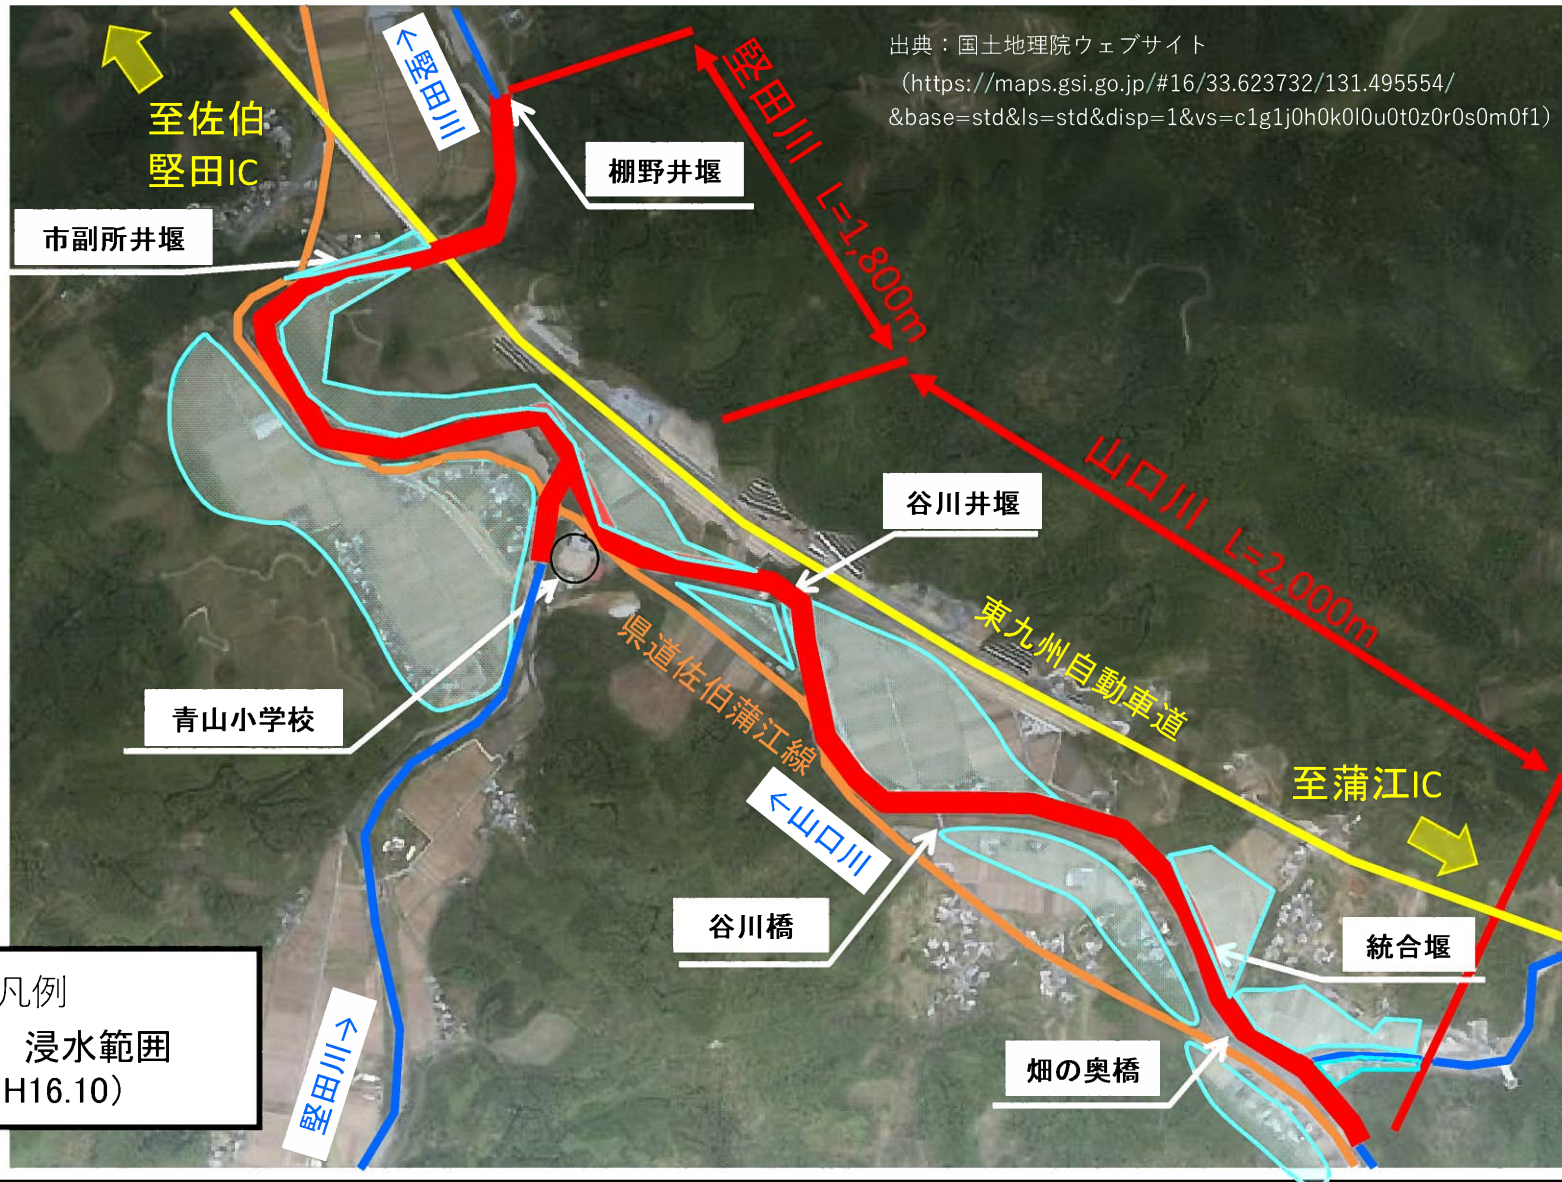 出典：国土地理院ウェブサイト
（https://maps.gsi.go.jp/#16/33.623732/131.495554/
&base=std&ls=std&disp=1&vs=c1g1j0h0k0l0u0t0z0r0s0m0f1）
至佐伯
堅田IC
←堅田川
棚野井堰
市副所井堰
堅田川 L=1,800m
山口川 L=2,000m
谷川井堰
東九州自動車道
県道佐伯蒲江線
青山小学校
至蒲江IC
←山口川
谷川橋
統合堰
畑の奥橋
堅田川→
凡例
浸水範囲
H16.10）